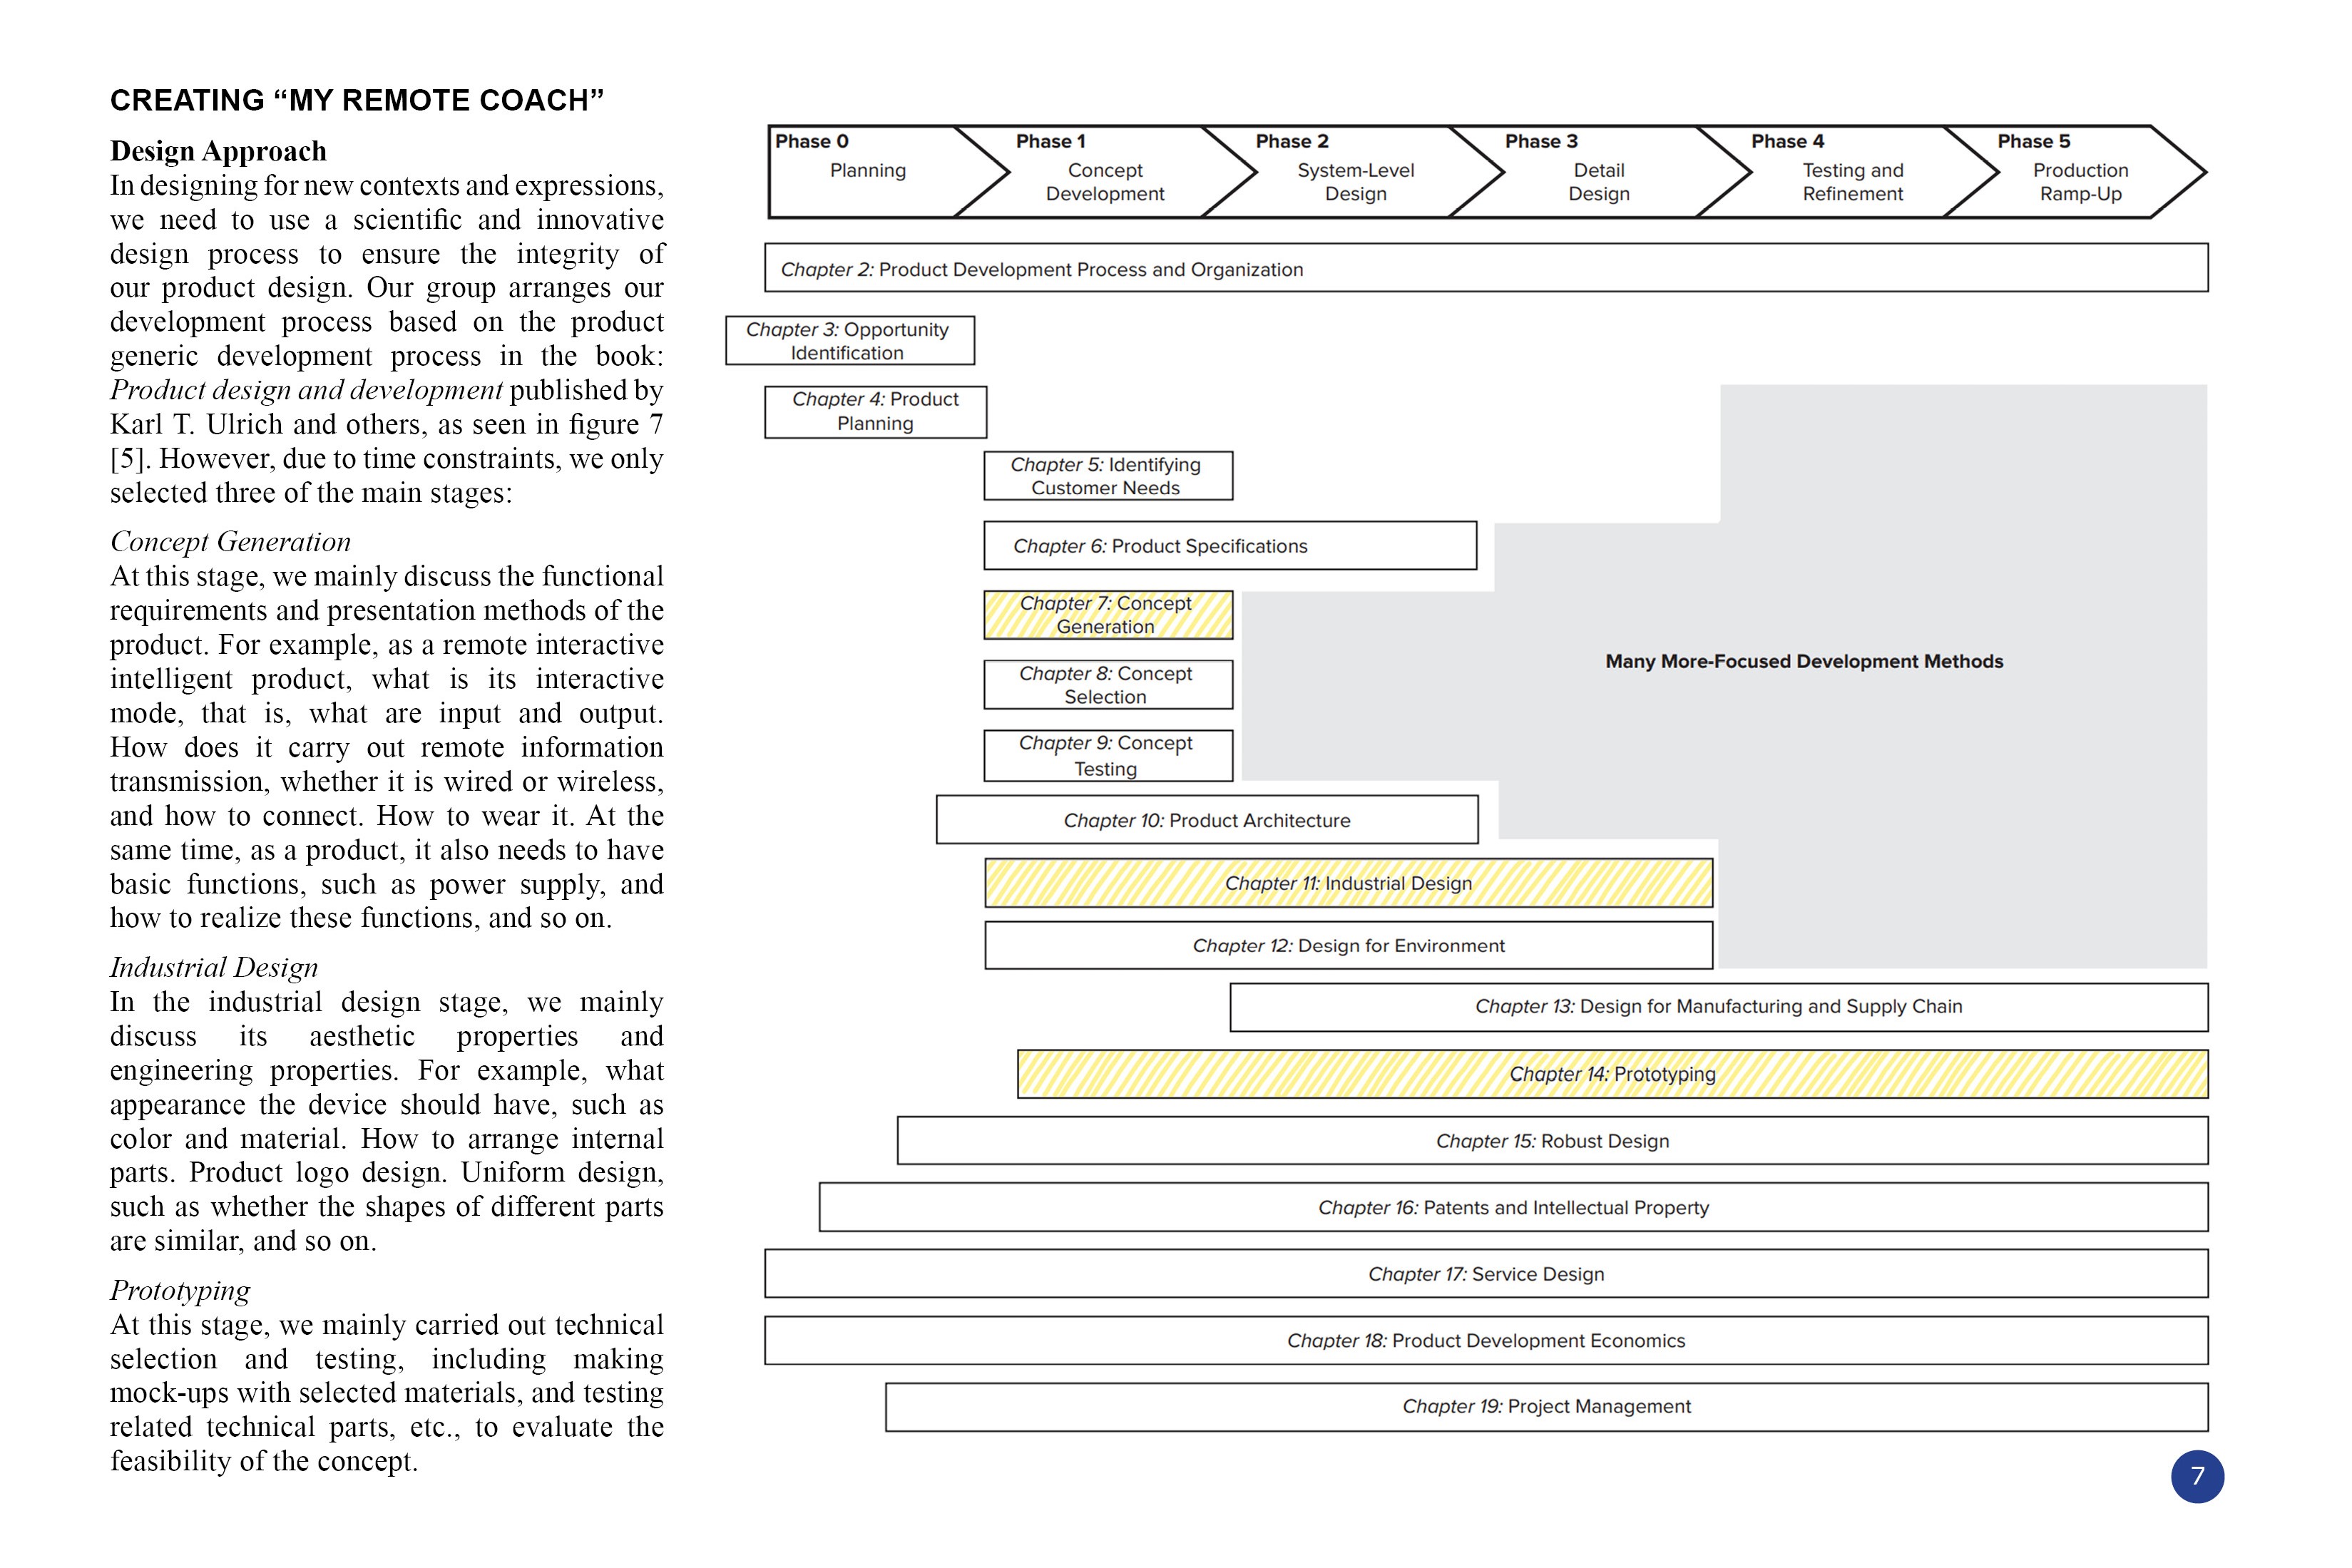 CREATING “MY REMOTE COACH”
Design Approach
In designing for new contexts and expressions,
we need to use a scientific and innovative
design process to ensure the integrity of
our product design. Our group arranges our
development process based on the product
generic development process in the book:
Product design and development published by
Karl T. Ulrich and others, as seen in figure 7
[5]. However, due to time constraints, we only
selected three of the main stages:
Concept Generation
At this stage, we mainly discuss the functional
requirements and presentation methods of the
product. For example, as a remote interactive
intelligent product, what is its interactive
mode, that is, what are input and output.
How does it carry out remote information
transmission, whether it is wired or wireless,
and how to connect. How to wear it. At the
same time, as a product, it also needs to have
basic functions, such as power supply, and
how to realize these functions, and so on.
Industrial Design
In the industrial design stage, we mainly
discuss its aesthetic properties and
engineering properties. For example, what
appearance the device should have, such as
color and material. How to arrange internal
parts. Product logo design. Uniform design,
such as whether the shapes of different parts
are similar, and so on.
Prototyping
At this stage, we mainly carried out technical
selection and testing, including making
mock-ups with selected materials, and testing
related technical parts, etc., to evaluate the
feasibility of the concept.
Phase 0
Planning
Phase 1
Concept
Development
Phase 2
System-Level
Design
Phase 3
Detail
Design
Phase 4
Testing and
Refinement
Phase 5
Production
Ramp-Up
Chapter 2: Product Development Process and Organization
Chapter 3: Opportunity
Identification
Chapter 4: Product
Planning
Chapter 5: Identifying
Customer Needs
Chapter 6: Product Specifications
Chapter 7: Concept
Generation
Many More-Focused Development Methods
Chapter 8: Concept
Selection
Chapter 9: Concept
Testing
Chapter 10: Product Architecture
Chapter 11: Industrial Design
Chapter 12: Design for Environment
Chapter 13: Design for Manufacturing and Supply Chain
Chapter 14: Prototyping
Chapter 15: Robust Design
Chapter 16: Patents and Intellectual Property
Chapter 17: Service Design
Chapter 18: Product Development Economics
Chapter 19: Project Management
7